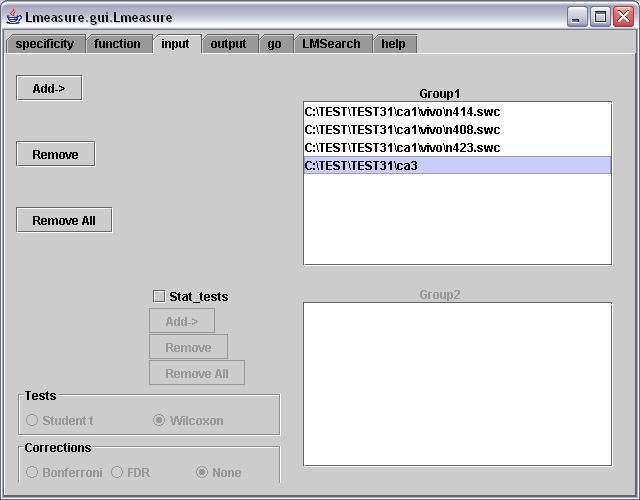 Lmeasure.gui.Lmeasure
specificity function input output go LMSearch help
Add->
Remove
Remove All
Group1
C:\TEST\TEST31\ca1\vivo\n414.swc
C:\TEST\TEST31\ca1\vivo\n408.swc
C:\TEST\TEST31\ca1\vivo\n423.swc
C:\TEST\TEST31\ca3
Stat_tests
Add->
Remove
Remove All
Group2
Tests
Student t Wilcoxon
Corrections
Bonferroni FDR None